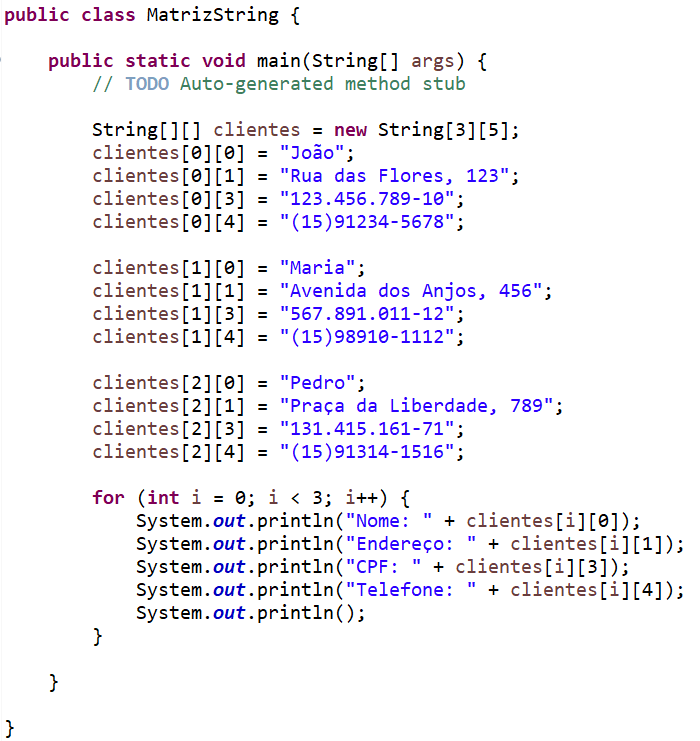 public class MatrizString {
public static void main(String[] args) {
// TODO Auto-generated method stub
String[][] clientes = new String[3][5];
clientes[0][0] = "João";
clientes[0][1] = "Rua das Flores, 123";
clientes[0][3] = "123.456.789-10";
clientes[0][4] = "(15)91234-5678";
clientes[1][0] = "Maria";
clientes[1][1] = "Avenida dos Anjos, 456";
clientes[1][3] = "567.891.011-12";
clientes[1][4] = "(15)98910-1112";
clientes[2][0] = "Pedro";
clientes[2][1] = "Praça da Liberdade, 789";
clientes[2][3] = "131.415.161-71";
clientes[2][4] = "(15)91314-1516";
for (int i = 0; i < 3; i++) {
System.out.println("Nome: " + clientes[i][0]);
System.out.println("Endereço: " + clientes[i][1]);
System.out.println("CPF: " + clientes[i][3]);
System.out.println("Telefone: " + clientes[i][4]);
System.out.println();
}
}
}